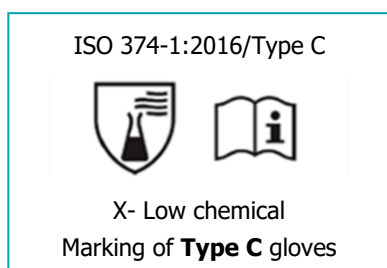 ISO 374-1:2016/Type C
i
X- Low chemical
Marking of Type C gloves